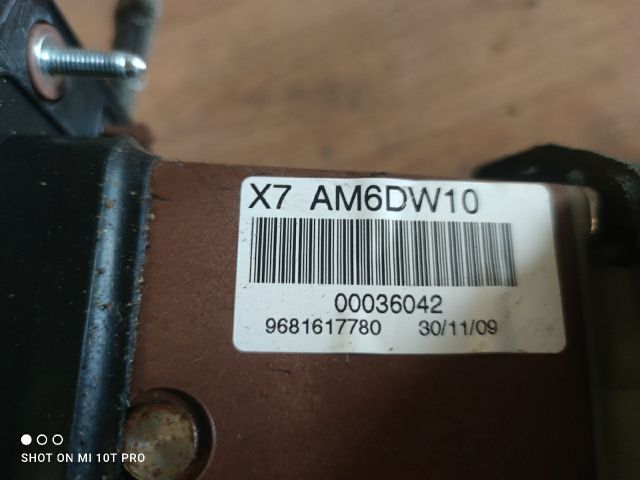 X7 AM6DW10
00036042
9681617780 30/11/09
SHOT ON MI 10T PRO